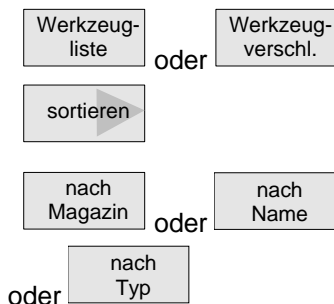 Werkzeug-
liste
oder
Werkzeug-
verschl.
sortieren
nach
Magazin
oder
nach
Name
oder
nach
Typ